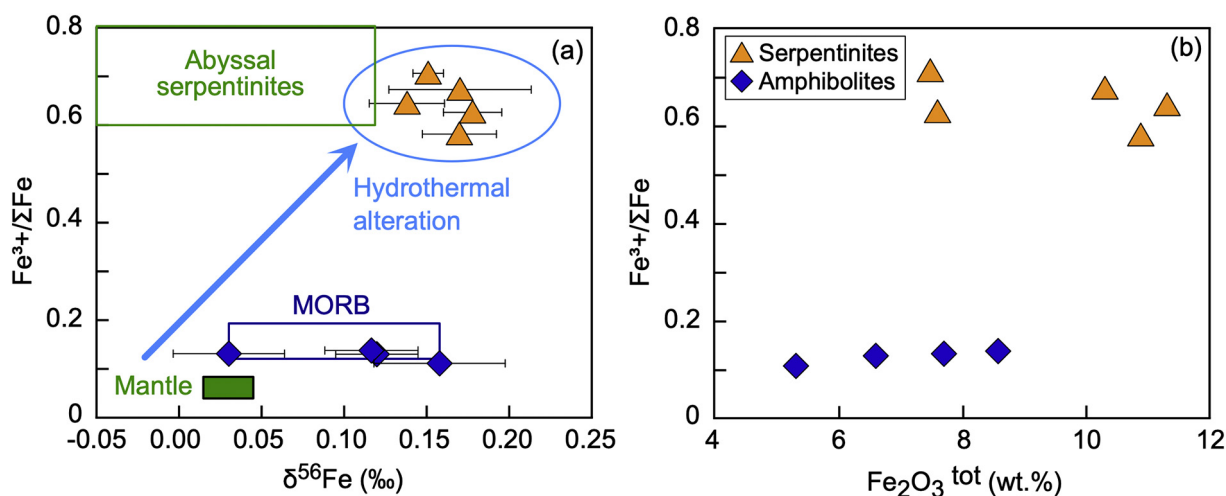 0.8
0.6
0.4
0.2
0
Fe³⁺/ΣFe
(a)
Abyssal
serpentinites
Hydrothermal
alteration
MORB
Mantle
-0.05
0.00
0.05
0.10
0.15
0.20
0.25
δ⁵⁶Fe (‰)
0.8
0.6
0.4
0.2
0
Fe³⁺/ΣFe
(b)
Serpentinites
Amphibolites
4
6
8
10
12
Fe₂O₃ ᵗᵒᵗ (wt.%)